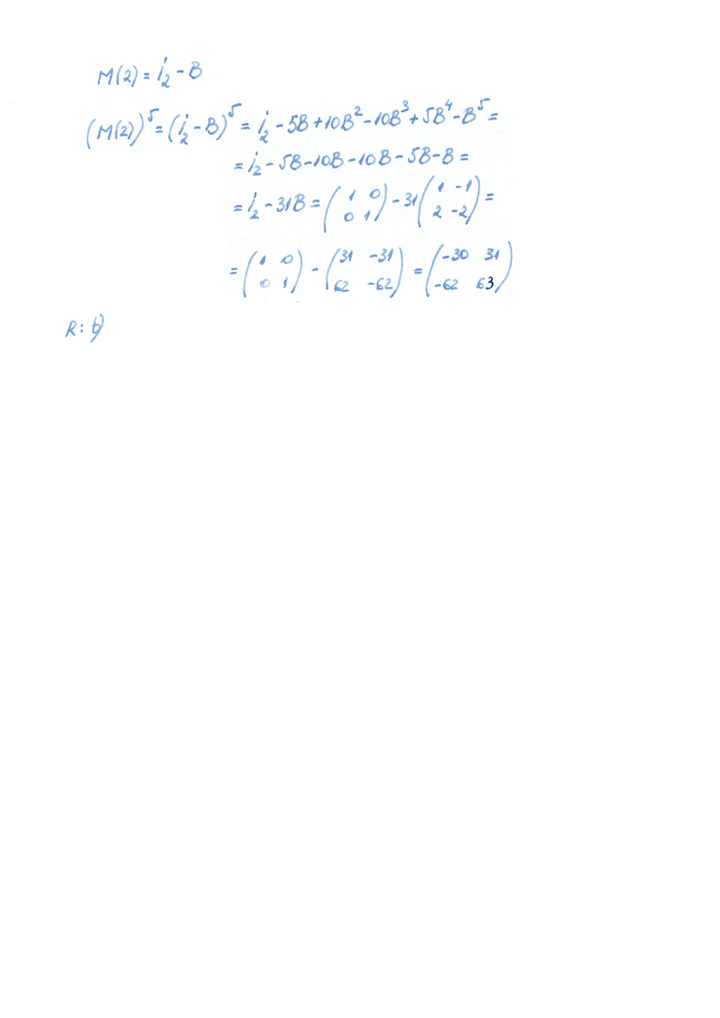 M(2) = i₂ - B
(M(2))⁵ = (i₂ - B)⁵ = i₂ - 5B + 10B² - 10B³ + 5B⁴ - B⁵ =
= i₂ - 5B - 10B - 10B - 5B - B =
= i₂ - 31B = (1 0 / 0 1) - 31 (1 -1 / 2 -2) =
= (1 0 / 0 1) - (31 -31 / 62 -62) = (-30 31 / -62 63)
R: b)